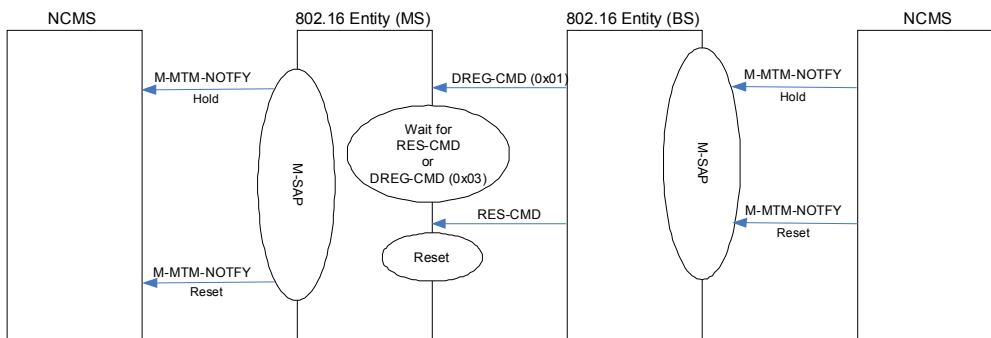 NCMS
802.16 Entity (MS)
802.16 Entity (BS)
NCMS
M-MTM-NOTFY
Hold
DREG-CMD (0x01)
M-MTM-NOTFY
Hold
Wait for
RES-CMD
or
DREG-CMD (0x03)
M-SAP
M-SAP
RES-CMD
M-MTM-NOTFY
Reset
Reset
M-MTM-NOTFY
Reset